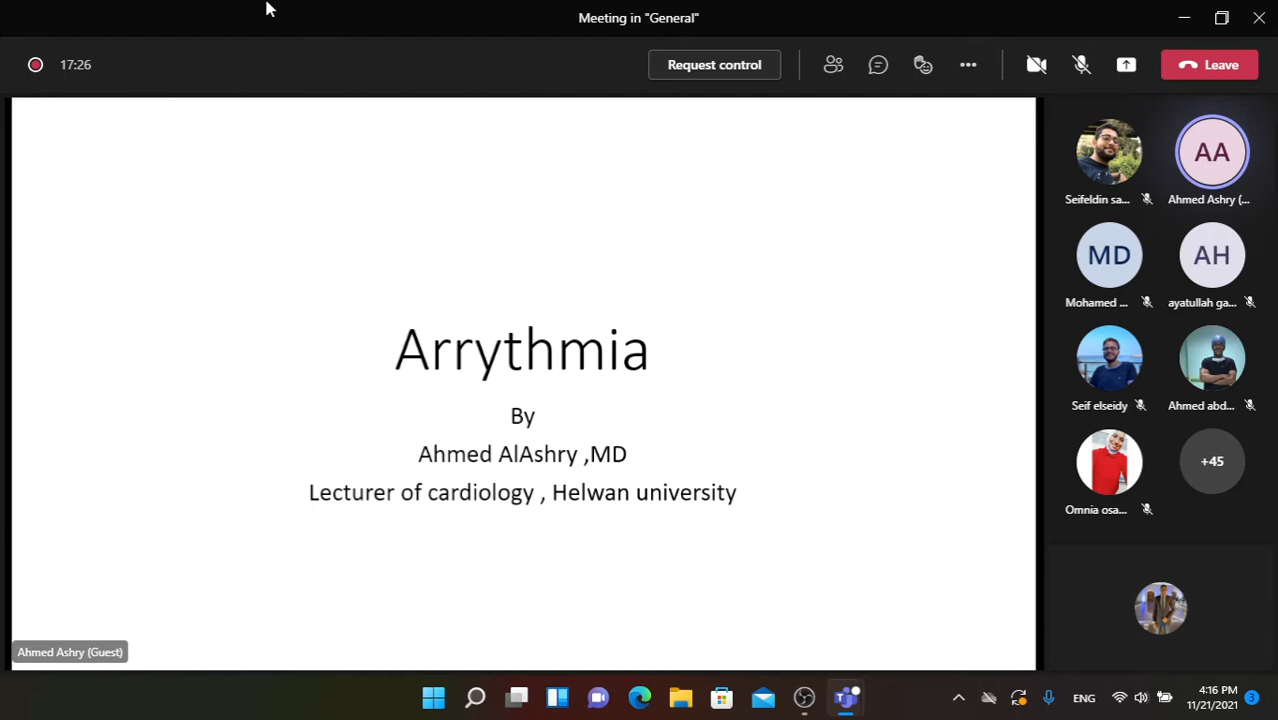 Meeting in "General"
17:26
Request control
Leave
AA
Seifeldin sa...
Ahmed Ashry (...
MD
AH
Mohamed ...
ayatullah ga...
Arrythmia
By
Ahmed AlAshry ,MD
Lecturer of cardiology , Helwan university
Seif elseidy
Ahmed abd...
+45
Omnia osa...
Ahmed Ashry (Guest)
ENG
4:16 PM
11/21/2021
3